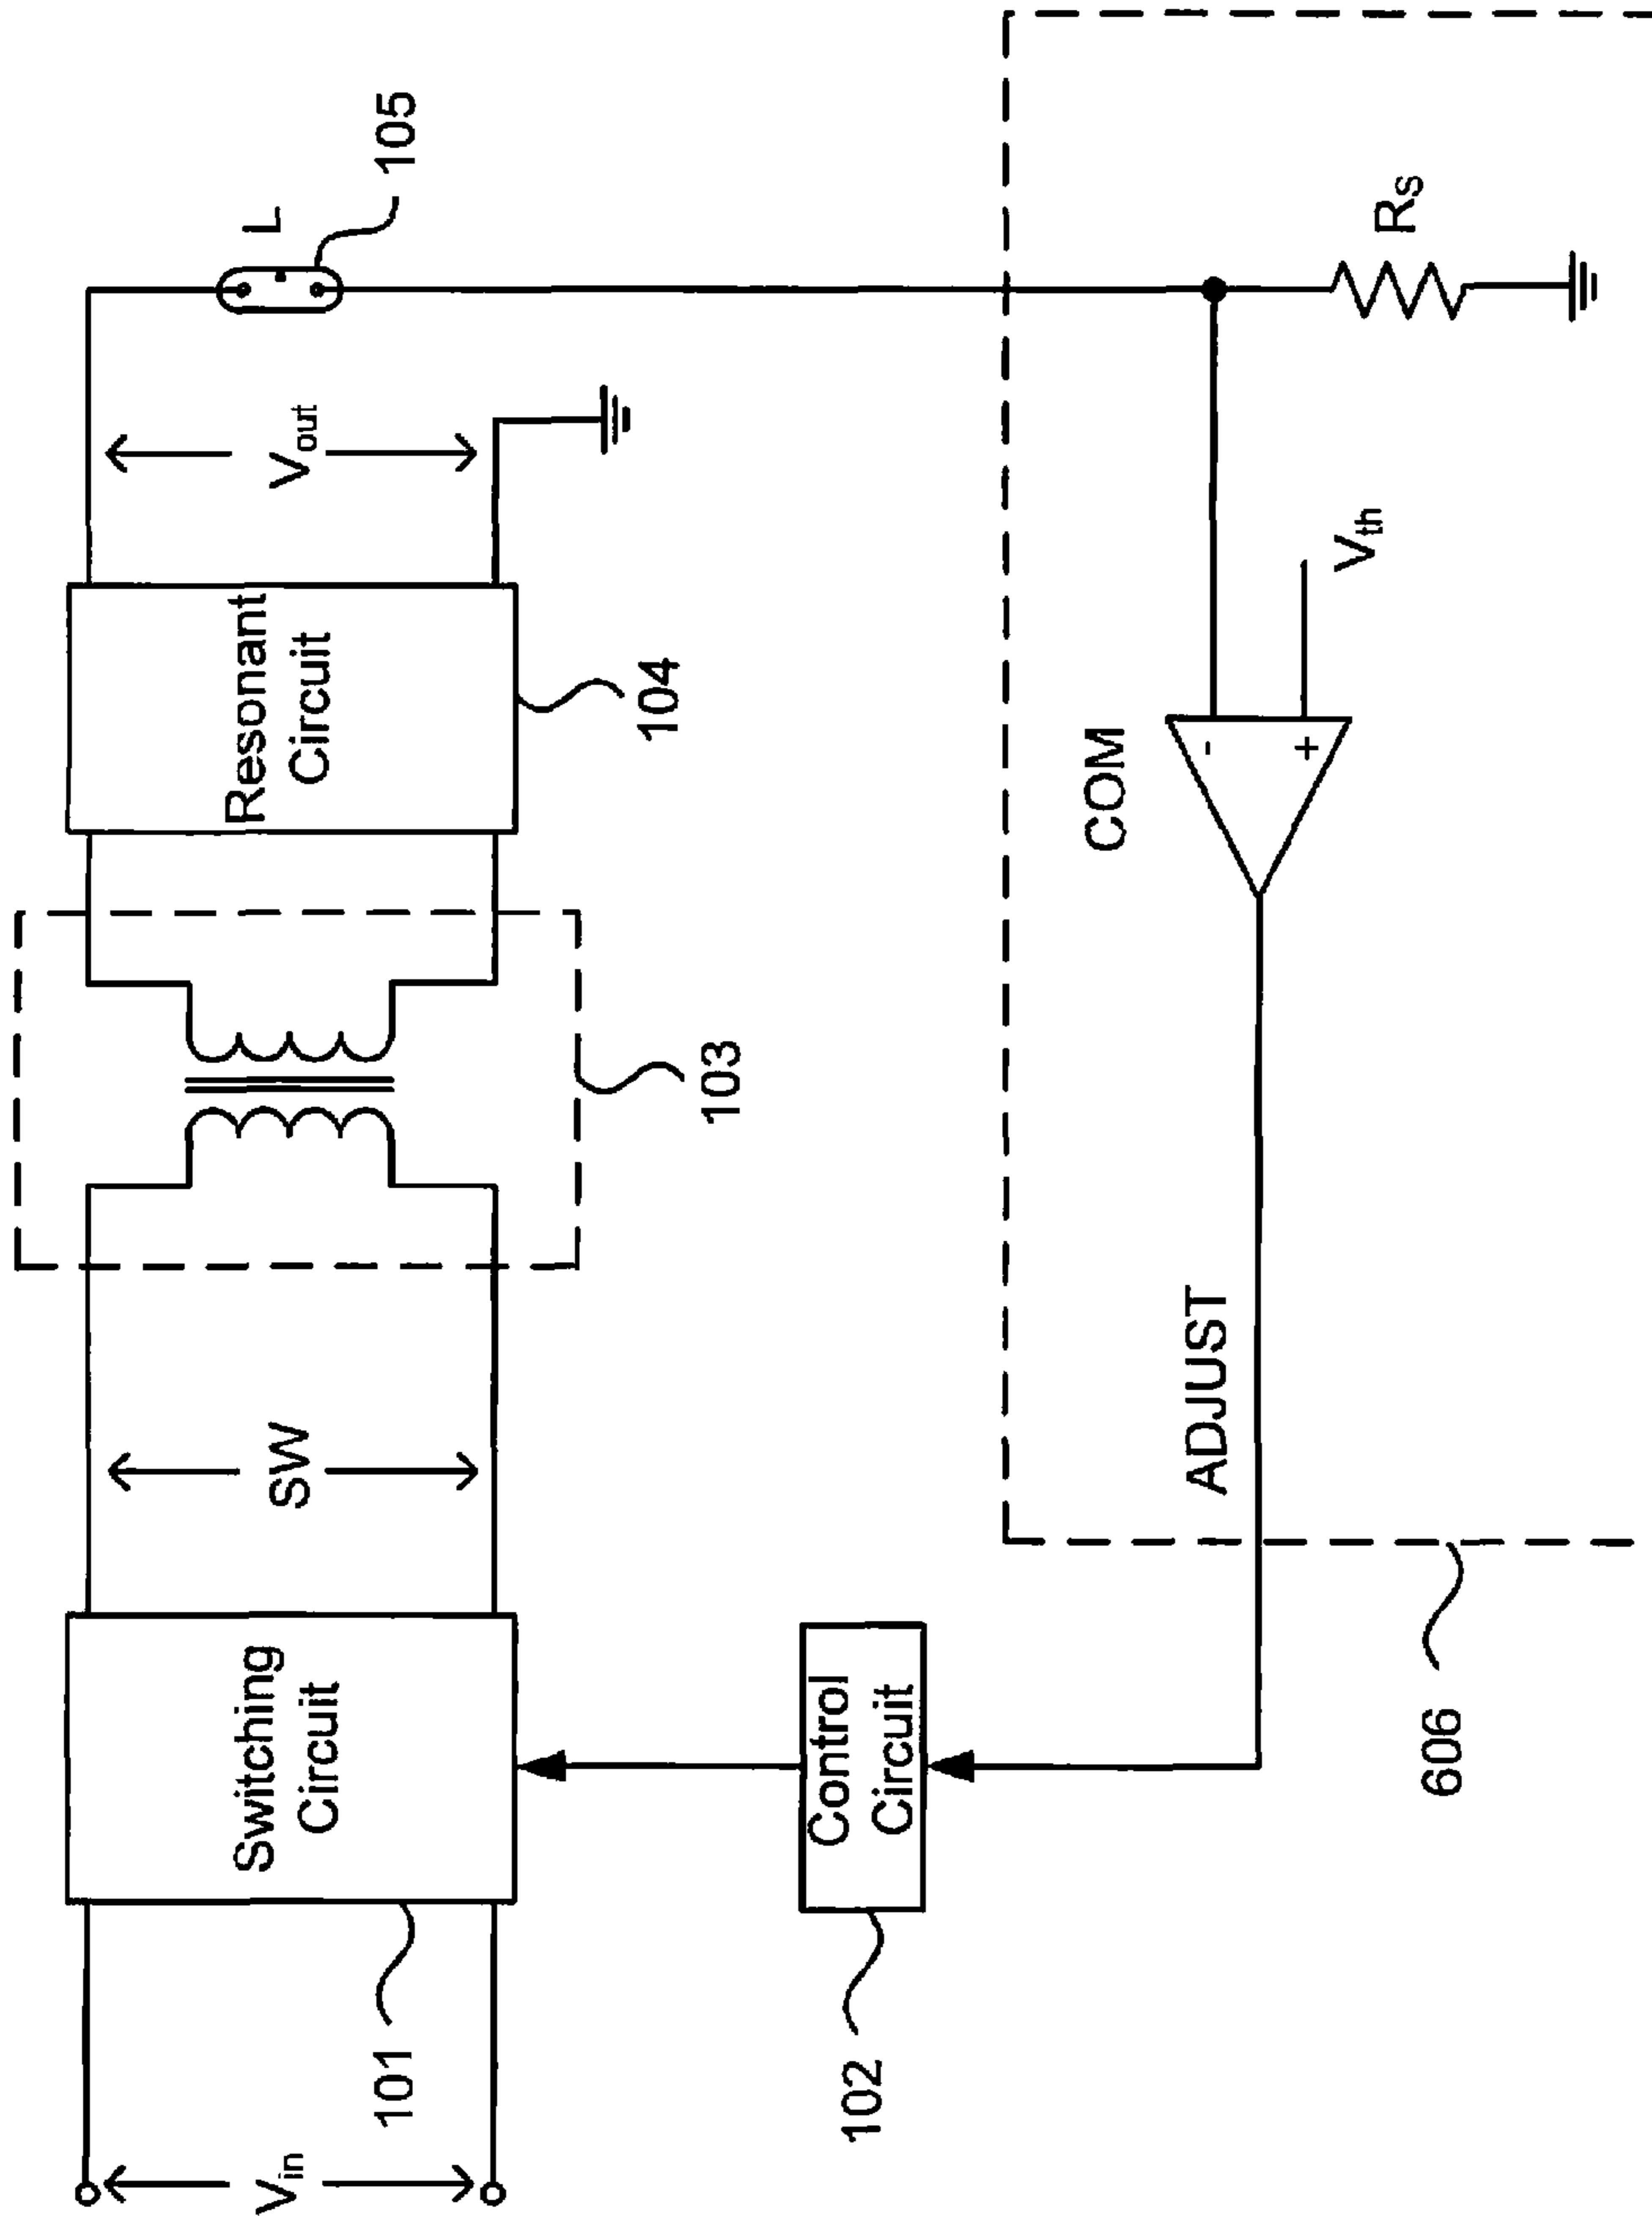 Vin
101
Switching
Circuit
SW
103
Resonant
Circuit
104
Vout
L
105
102
Control
Circuit
606
ADJUST
COM
-
+
Vth
Rs